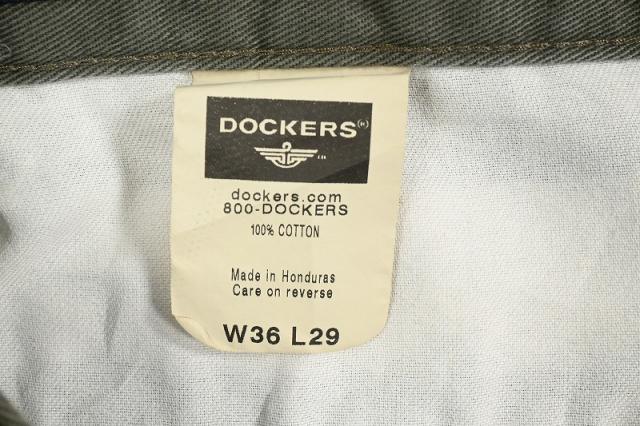 DOCKERS(R)
dockers.com
800-DOCKERS
100% COTTON
Made in Honduras
Care on reverse
W36 L29